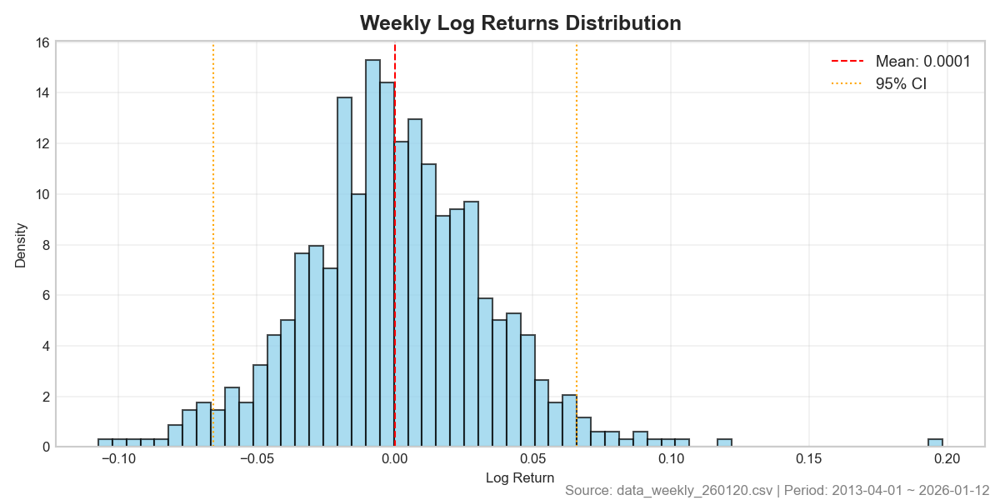 Weekly Log Returns Distribution
Mean: 0.0001
95% CI
16
14
12
10
8
6
4
2
0
Density
−0.10
−0.05
0.00
0.05
0.10
0.15
0.20
Log Return
Source: data_weekly_260120.csv | Period: 2013-04-01 ~ 2026-01-12